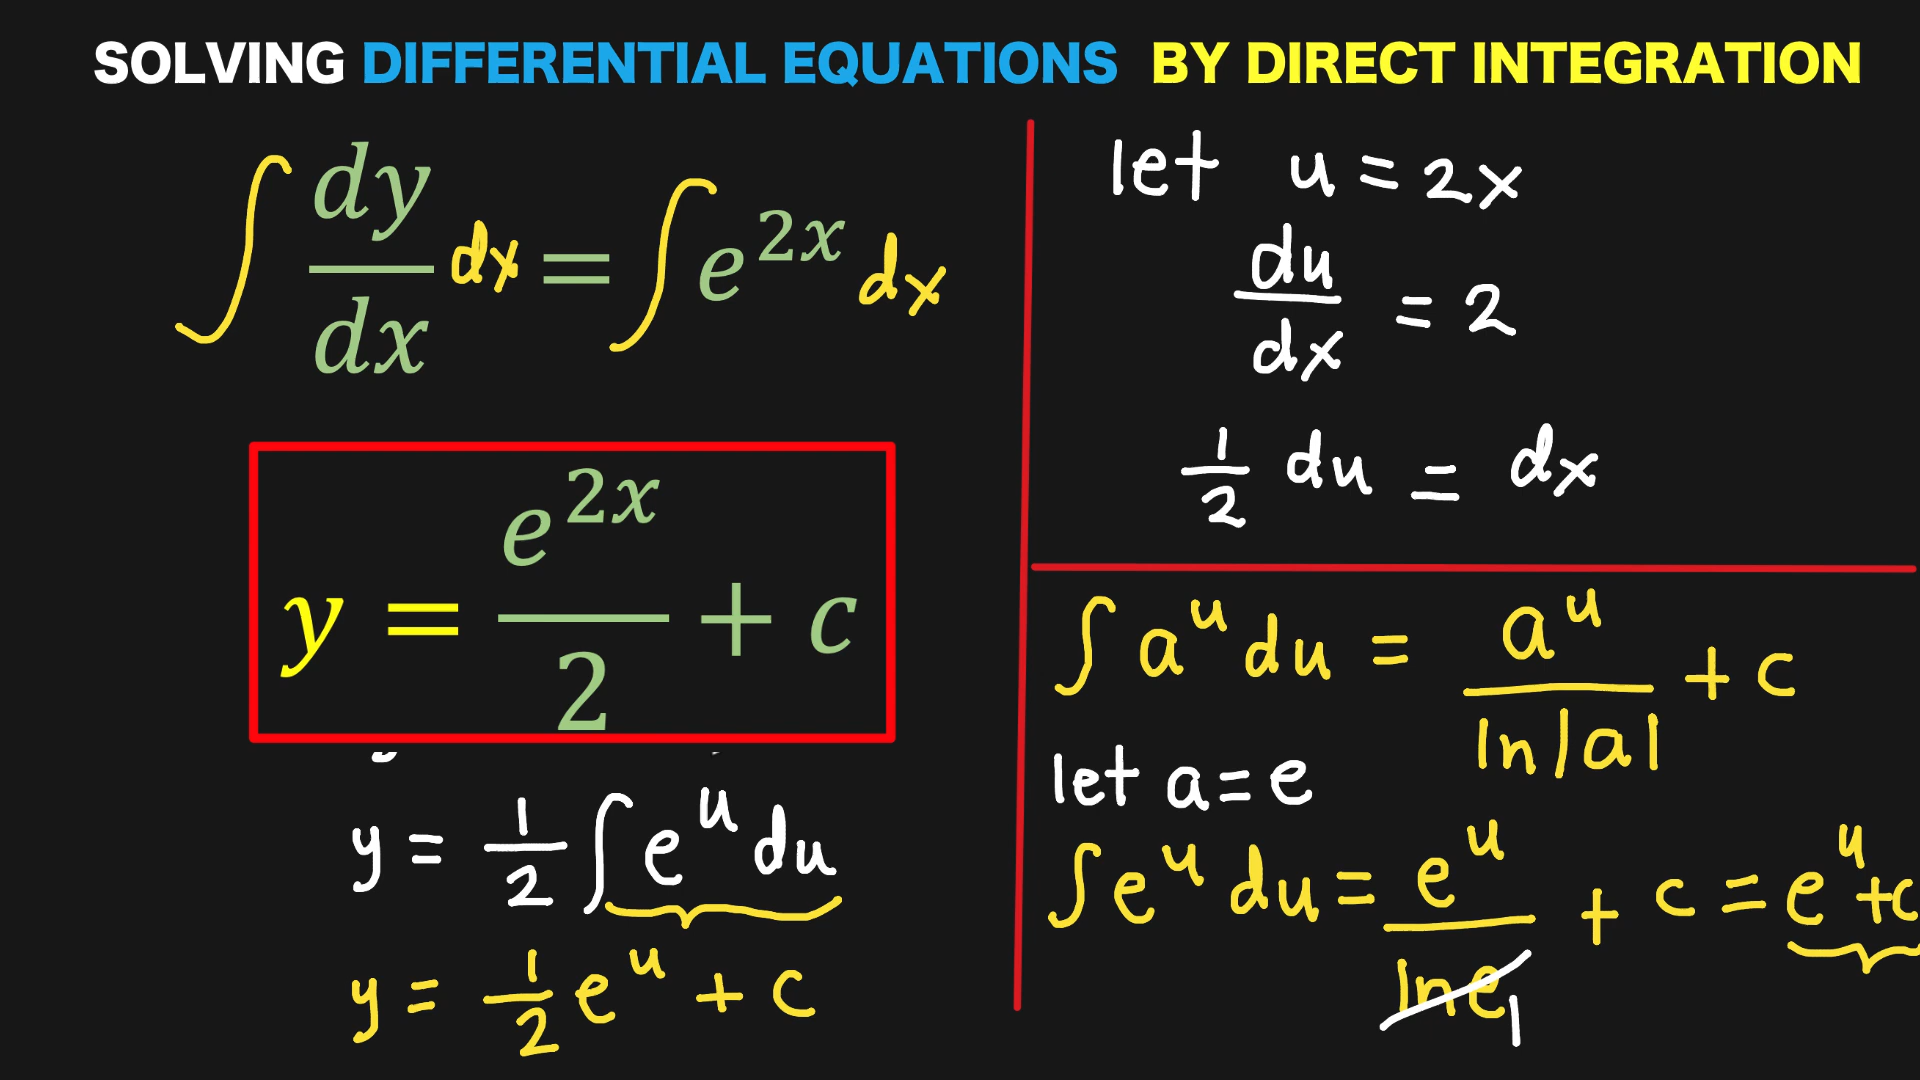 SOLVING DIFFERENTIAL EQUATIONS BY DIRECT INTEGRATION
∫ dy/dx dx = ∫ e^{2x} dx
y = e^{2x}/2 + c
y = 1/2 ∫ e^u du
y = 1/2 e^u + c
let u = 2x
du/dx = 2
1/2 du = dx
∫ a^u du = a^u/ln|a| + c
let a = e
∫ e^u du = e^u/ln e + c = e^u + c
1